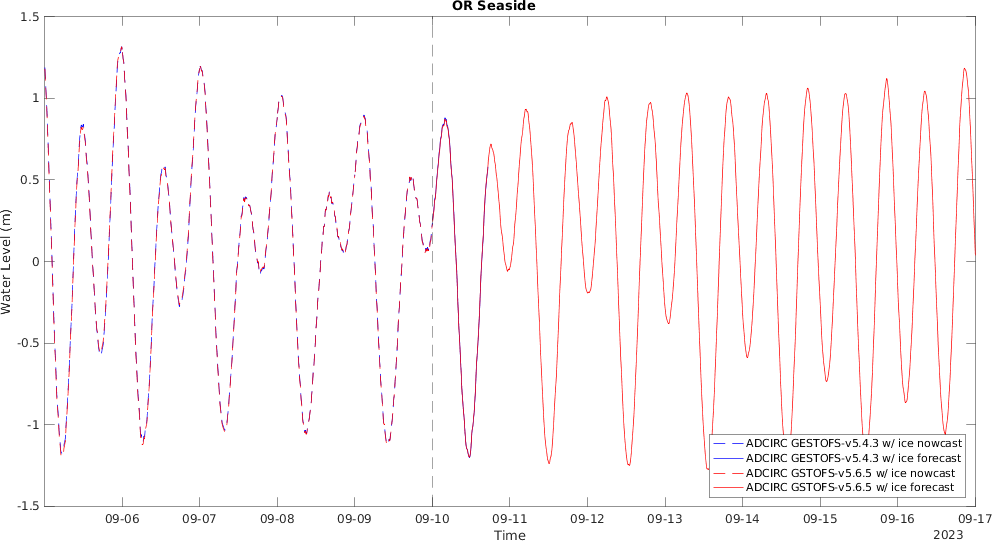 OR Seaside
1.5
1
0.5
0
-0.5
-1
-1.5
Water Level (m)
09-06 09-07 09-08 09-09 09-10 09-11 09-12 09-13 09-14 09-15 09-16 09-17
Time
2023
ADCIRC GESTOFS-v5.4.3 w/ ice nowcast
ADCIRC GESTOFS-v5.4.3 w/ ice forecast
ADCIRC GSTOFS-v5.6.5 w/ ice nowcast
ADCIRC GSTOFS-v5.6.5 w/ ice forecast